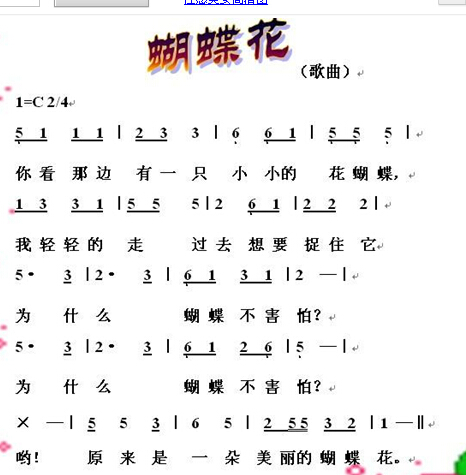 蝴蝶花
（歌曲）
1=C 2/4
5 1 1 1 | 2 3 3 | 6 6 1 | 5 5 5 |
你 看 那 边 有 一 只 小 小的 花 蝴 蝶，
1 3 3 1 | 5 5 5 | 2 6 1 | 2 2 2 |
我 轻 轻 的 走 过 去 想 要 捉 住 它
5· 3 | 2· 3 | 6 1 3 1 | 2 — |
为 什 么 蝴 蝶 不 害 怕？
5· 3 | 2· 3 | 6 1 2 6 | 5 |
为 什 么 蝴 蝶 不 害 怕？
× — | 5 5 3 | 6 5 | 2 5 5 3 2 | 1 — ‖
哟！ 原 来 是 一 朵 美 丽的 蝴 蝶 花。